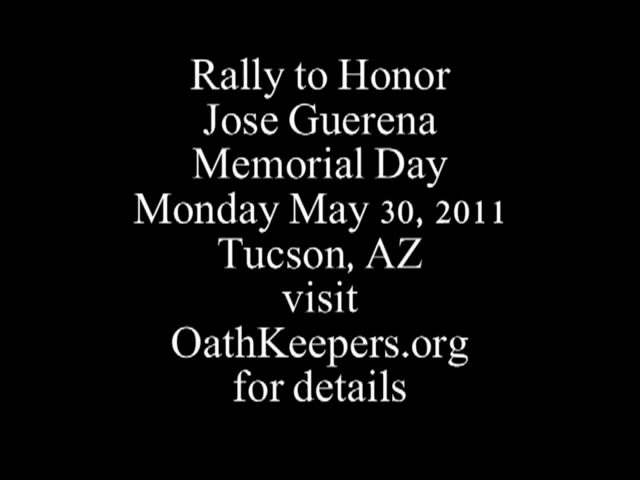 Rally to Honor
Jose Guerena
Memorial Day
Monday May 30, 2011
Tucson, AZ
visit
OathKeepers.org
for details